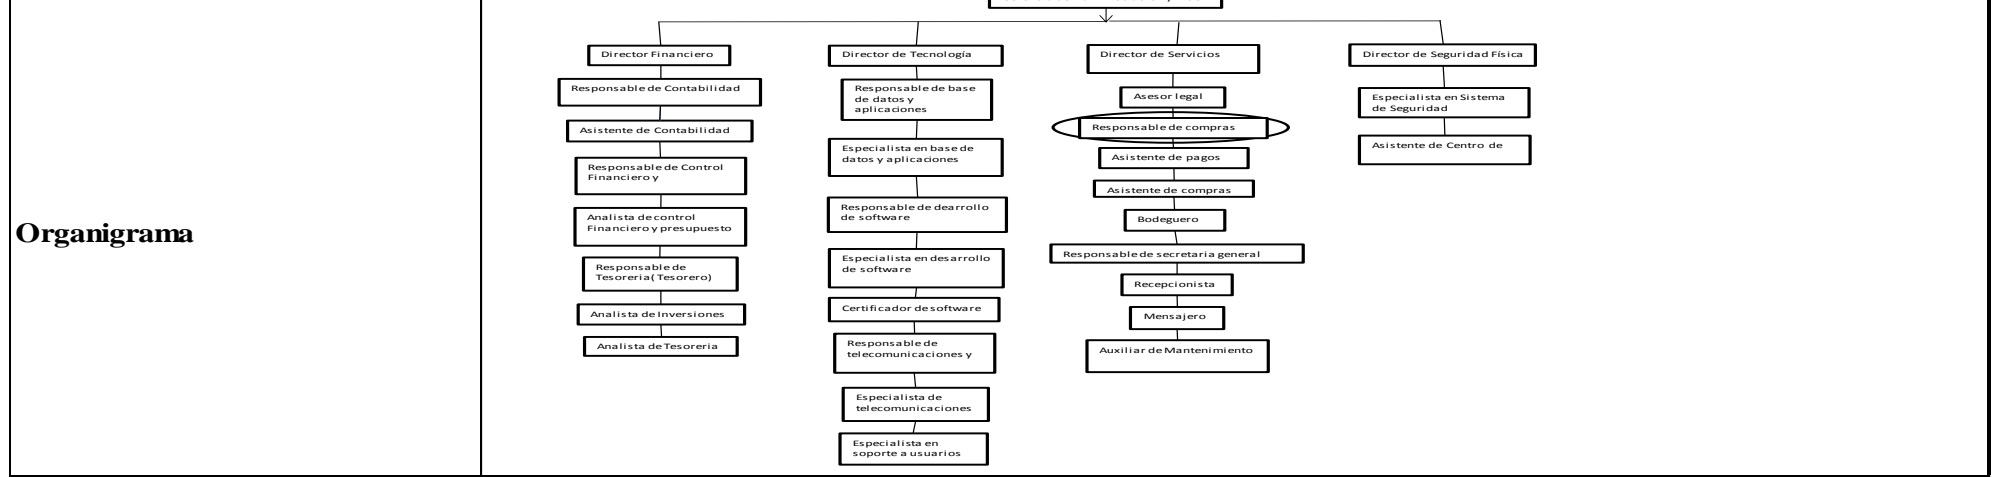 Organigrama
Director Financiero
Responsable de Contabilidad
Asistente de Contabilidad
Responsable de Control
Financiero y
Analista de control
Financiero y presupuesto
Responsable de
Tesoreria( Tesorero)
Analista de Inversiones
Analista de Tesoreria
Director de Tecnología
Responsable de base
de datos y
aplicaciones
Especialista en base de
datos y aplicaciones
Responsable de dearrollo
de software
Especialista en desarrollo
de software
Certificador de software
Responsable de
telecomunicaciones y
Especialista de
telecomunicaciones
Especialista en
soporte a usuarios
Director de Servicios
Asesor legal
Responsable de compras
Asistente de pagos
Asistente de compras
Bodeguero
Responsable de secretaria general
Recepcionista
Mensajero
Auxiliar de Mantenimiento
Director de Seguridad Física
Especialista en Sistema
de Seguridad
Asistente de Centro de